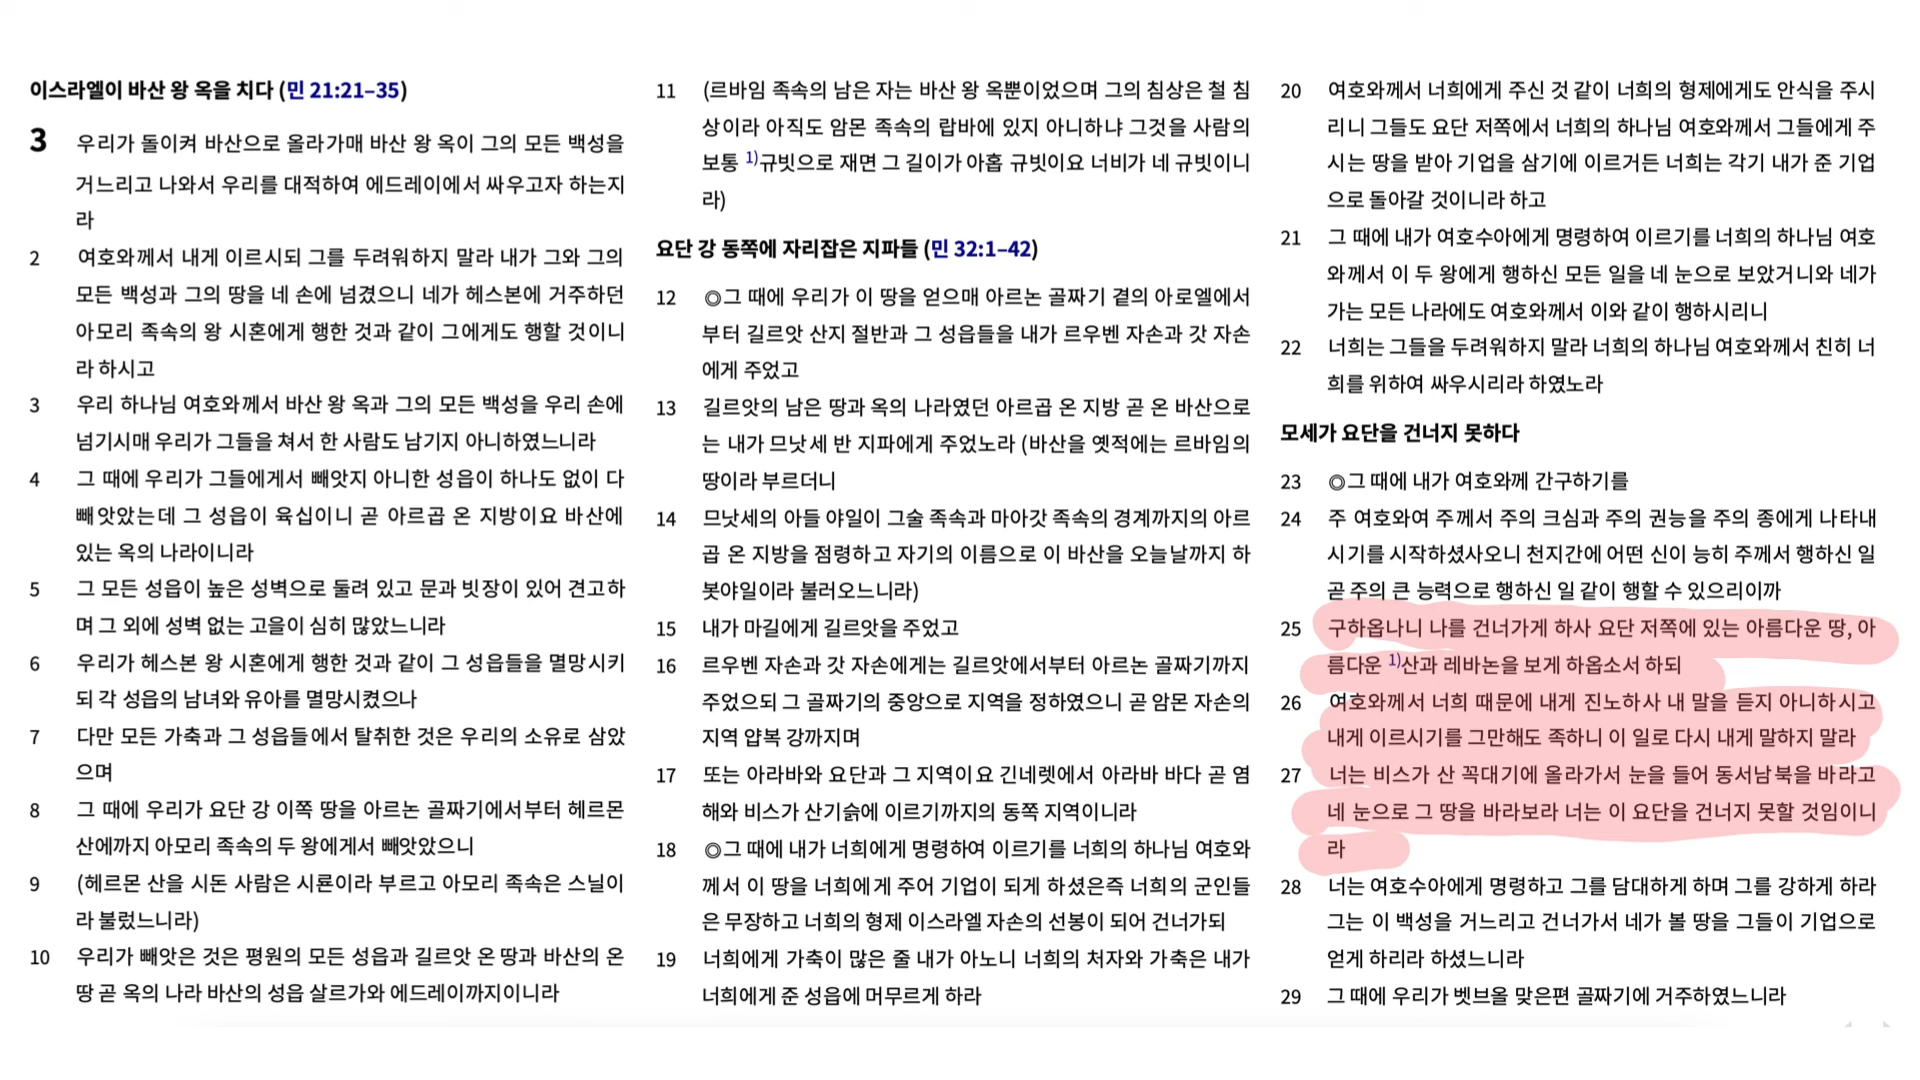 이스라엘이 바산 왕 옥을 치다 (민 21:21–35)
3 우리가 돌이켜 바산으로 올라가매 바산 왕 옥이 그의 모든 백성을
거느리고 나와서 우리를 대적하여 에드레이에서 싸우고자 하는지
라
2 여호와께서 내게 이르시되 그를 두려워하지 말라 내가 그와 그의
모든 백성과 그의 땅을 네 손에 넘겼으니 네가 헤스본에 거주하던
아모리 족속의 왕 시혼에게 행한 것과 같이 그에게도 행할 것이니
라 하시고
3 우리 하나님 여호와께서 바산 왕 옥과 그의 모든 백성을 우리 손에
넘기시매 우리가 그들을 쳐서 한 사람도 남기지 아니하였느니라
4 그 때에 우리가 그들에게서 빼앗지 아니한 성읍이 하나도 없이 다
빼앗았는데 그 성읍이 육십이니 곧 아르곱 온 지방이요 바산에
있는 옥의 나라이니라
5 그 모든 성읍이 높은 성벽으로 둘려 있고 문과 빗장이 있어 견고하
며 그 외에 성벽 없는 고을이 심히 많았느니라
6 우리가 헤스본 왕 시혼에게 행한 것과 같이 그 성읍들을 멸망시키
되 각 성읍의 남녀와 유아를 멸망시켰으나
7 다만 모든 가축과 그 성읍들에서 탈취한 것은 우리의 소유로 삼았
으며
8 그 때에 우리가 요단 강 이쪽 땅을 아르논 골짜기에서부터 헤르몬
산에까지 아모리 족속의 두 왕에게서 빼앗았으니
9 (헤르몬 산을 시돈 사람은 시룐이라 부르고 아모리 족속은 스닐이
라 불렀느니라)
10 우리가 빼앗은 것은 평원의 모든 성읍과 길르앗 온 땅과 바산의 온
땅 곧 옥의 나라 바산의 성읍 살르가와 에드레이까지이니라
11 (르바임 족속의 남은 자는 바산 왕 옥뿐이었으며 그의 침상은 철 침
상이라 아직도 암몬 족속의 랍바에 있지 아니하냐 그것을 사람의
보통 1)규빗으로 재면 그 길이가 아홉 규빗이요 너비가 네 규빗이니
라)
요단 강 동쪽에 자리잡은 지파들 (민 32:1–42)
12 ◎그 때에 우리가 이 땅을 얻으매 아르논 골짜기 곁의 아로엘에서
부터 길르앗 산지 절반과 그 성읍들을 내가 르우벤 자손과 갓 자손
에게 주었고
13 길르앗의 남은 땅과 옥의 나라였던 아르곱 온 지방 곧 온 바산으로
는 내가 므낫세 반 지파에게 주었노라 (바산을 옛적에는 르바임의
땅이라 부르더니
14 므낫세의 아들 야일이 그술 족속과 마아갓 족속의 경계까지의 아르
곱 온 지방을 점령하고 자기의 이름으로 이 바산을 오늘날까지 하
봇야일이라 불러오느니라)
15 내가 마길에게 길르앗을 주었고
16 르우벤 자손과 갓 자손에게는 길르앗에서부터 아르논 골짜기까지
주었으되 그 골짜기의 중앙으로 지역을 정하였으니 곧 암몬 자손의
지역 얍복 강까지며
17 또는 아라바와 요단과 그 지역이요 긴네렛에서 아라바 바다 곧 염
해와 비스가 산기슭에 이르기까지의 동쪽 지역이니라
18 ◎그 때에 내가 너희에게 명령하여 이르기를 너희의 하나님 여호와
께서 이 땅을 너희에게 주어 기업이 되게 하셨은즉 너희의 군인들
은 무장하고 너희의 형제 이스라엘 자손의 선봉이 되어 건너가되
19 너희에게 가축이 많은 줄 내가 아노니 너희의 처자와 가축은 내가
너희에게 준 성읍에 머무르게 하라
20 여호와께서 너희에게 주신 것 같이 너희의 형제에게도 안식을 주시
리니 그들도 요단 저쪽에서 너희의 하나님 여호와께서 그들에게 주
시는 땅을 받아 기업을 삼기에 이르거든 너희는 각기 내가 준 기업
으로 돌아갈 것이니라 하고
21 그 때에 내가 여호수아에게 명령하여 이르기를 너희의 하나님 여호
와께서 이 두 왕에게 행하신 모든 일을 네 눈으로 보았거니와 네가
가는 모든 나라에도 여호와께서 이와 같이 행하시리니
22 너희는 그들을 두려워하지 말라 너희의 하나님 여호와께서 친히 너
희를 위하여 싸우시리라 하였노라
모세가 요단을 건너지 못하다
23 ◎그 때에 내가 여호와께 간구하기를
24 주 여호와여 주께서 주의 크심과 주의 권능을 주의 종에게 나타내
시기를 시작하셨사오니 천지간에 어떤 신이 능히 주께서 행하신 일
곧 주의 큰 능력으로 행하신 일 같이 행할 수 있으리이까
25 구하옵나니 나를 건너가게 하사 요단 저쪽에 있는 아름다운 땅, 아
름다운 1)산과 레바논을 보게 하옵소서 하되
26 여호와께서 너희 때문에 내게 진노하사 내 말을 듣지 아니하시고
내게 이르시기를 그만해도 족하니 이 일로 다시 내게 말하지 말라
27 너는 비스가 산 꼭대기에 올라가서 눈을 들어 동서남북을 바라고
네 눈으로 그 땅을 바라보라 너는 이 요단을 건너지 못할 것임이니
라
28 너는 여호수아에게 명령하고 그를 담대하게 하며 그를 강하게 하라
그는 이 백성을 거느리고 건너가서 네가 볼 땅을 그들이 기업으로
얻게 하리라 하셨느니라
29 그 때에 우리가 벳브올 맞은편 골짜기에 거주하였느니라